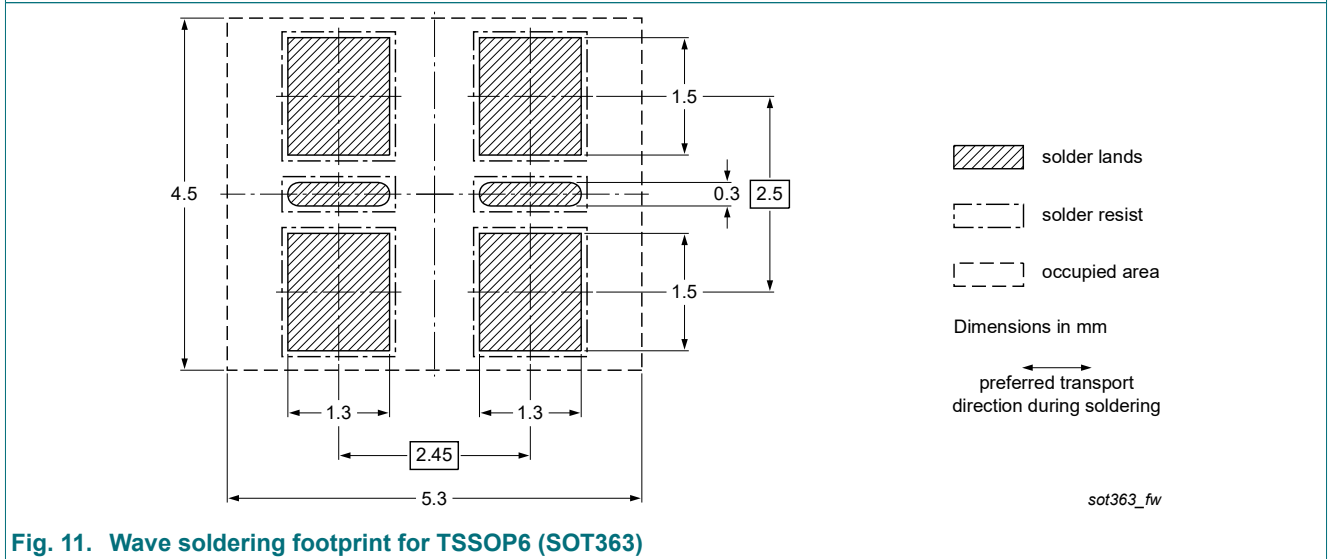 1.5
4.5
0.3
2.5
1.5
1.3
1.3
2.45
5.3
solder lands
solder resist
occupied area
Dimensions in mm
preferred transport
direction during soldering
sot363_fw
Fig. 11. Wave soldering footprint for TSSOP6 (SOT363)